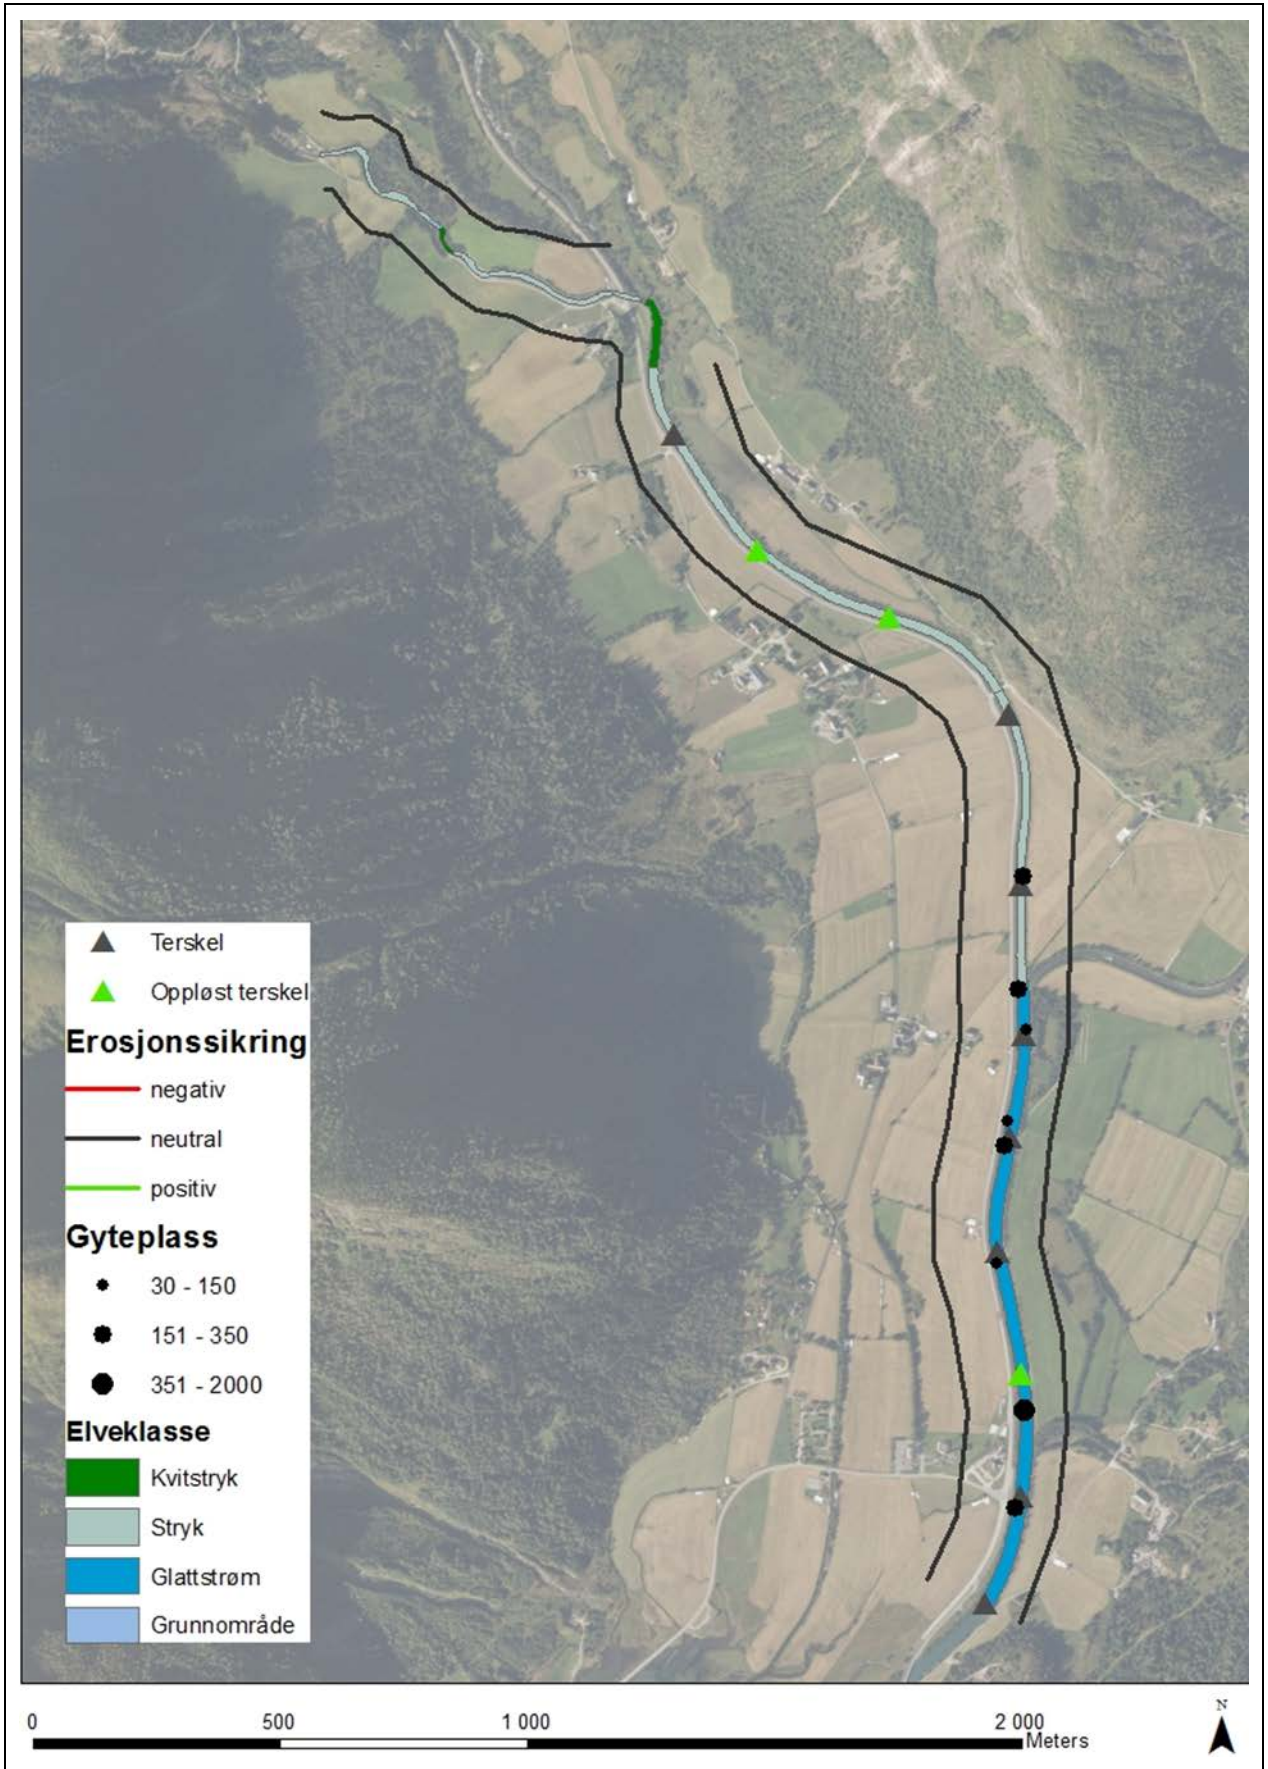 Terskel
Oppløst terskel
Erosjonssikring
negativ
neutral
positiv
Gyteplass
30 - 150
151 - 350
351 - 2000
Elveklasse
Kvitstryk
Stryk
Glattstrøm
Grunnområde
0 500 1 000 2 000
Meters
N